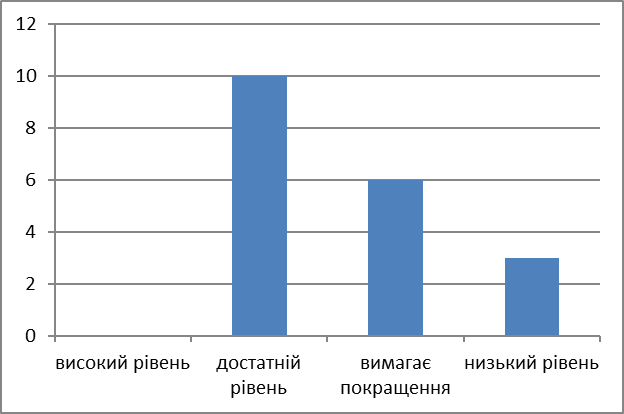 12
10
8
6
4
2
0
високий рівень
достатній
рівень
вимагає
покращення
низький рівень